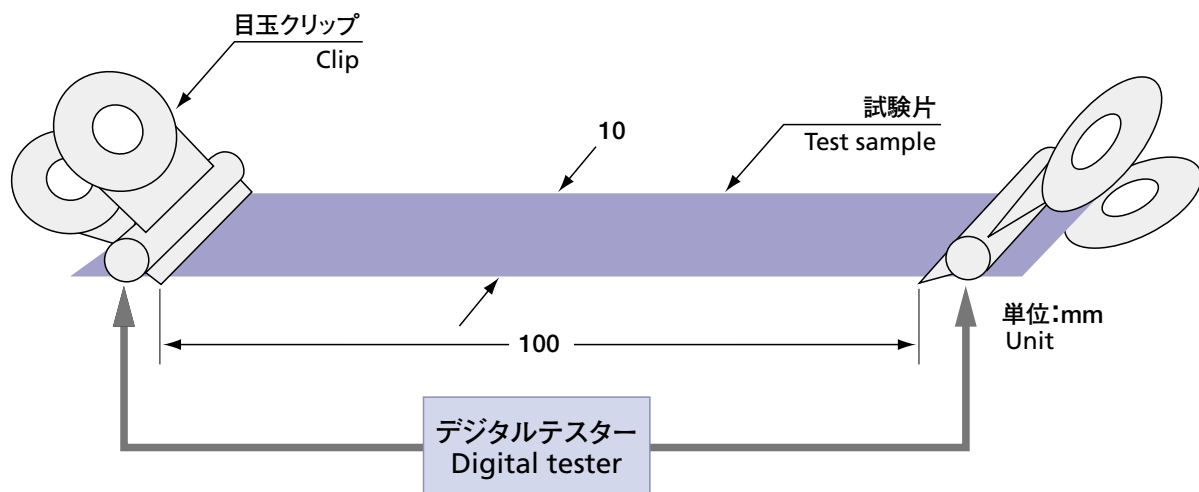 目玉クリップ
Clip
試験片
Test sample
10
100
単位：mm
Unit
デジタルテスター
Digital tester